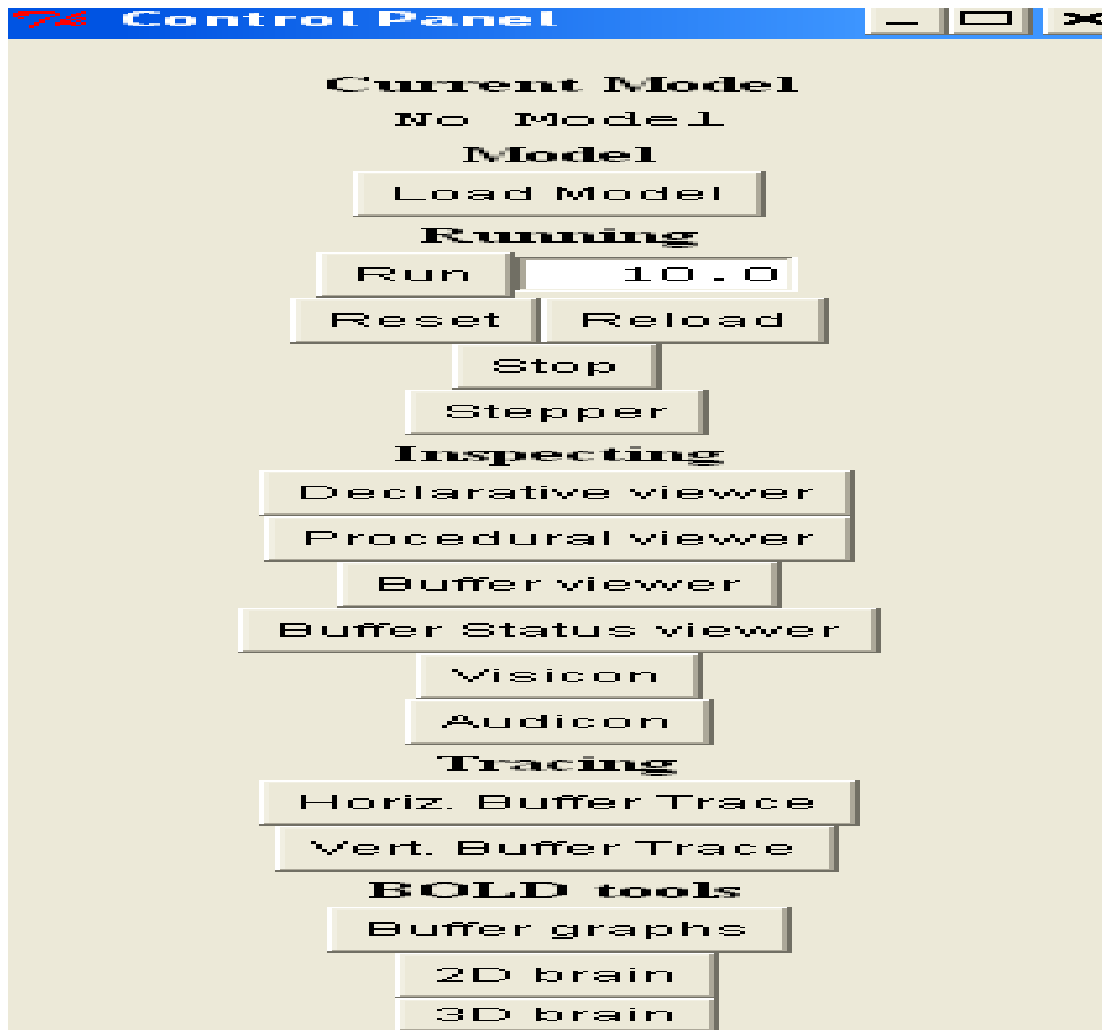 Control Panel
Current Model
No Model
Model
Load Model
Running
Run 10.0
Reset Reload
Stop
Stepper
Inspecting
Declarative viewer
Procedural viewer
Buffer viewer
Buffer Status viewer
Visicon
Audicon
Tracing
Horiz. Buffer Trace
Vert. Buffer Trace
BOLD tools
Buffer graphs
2D brain
3D brain